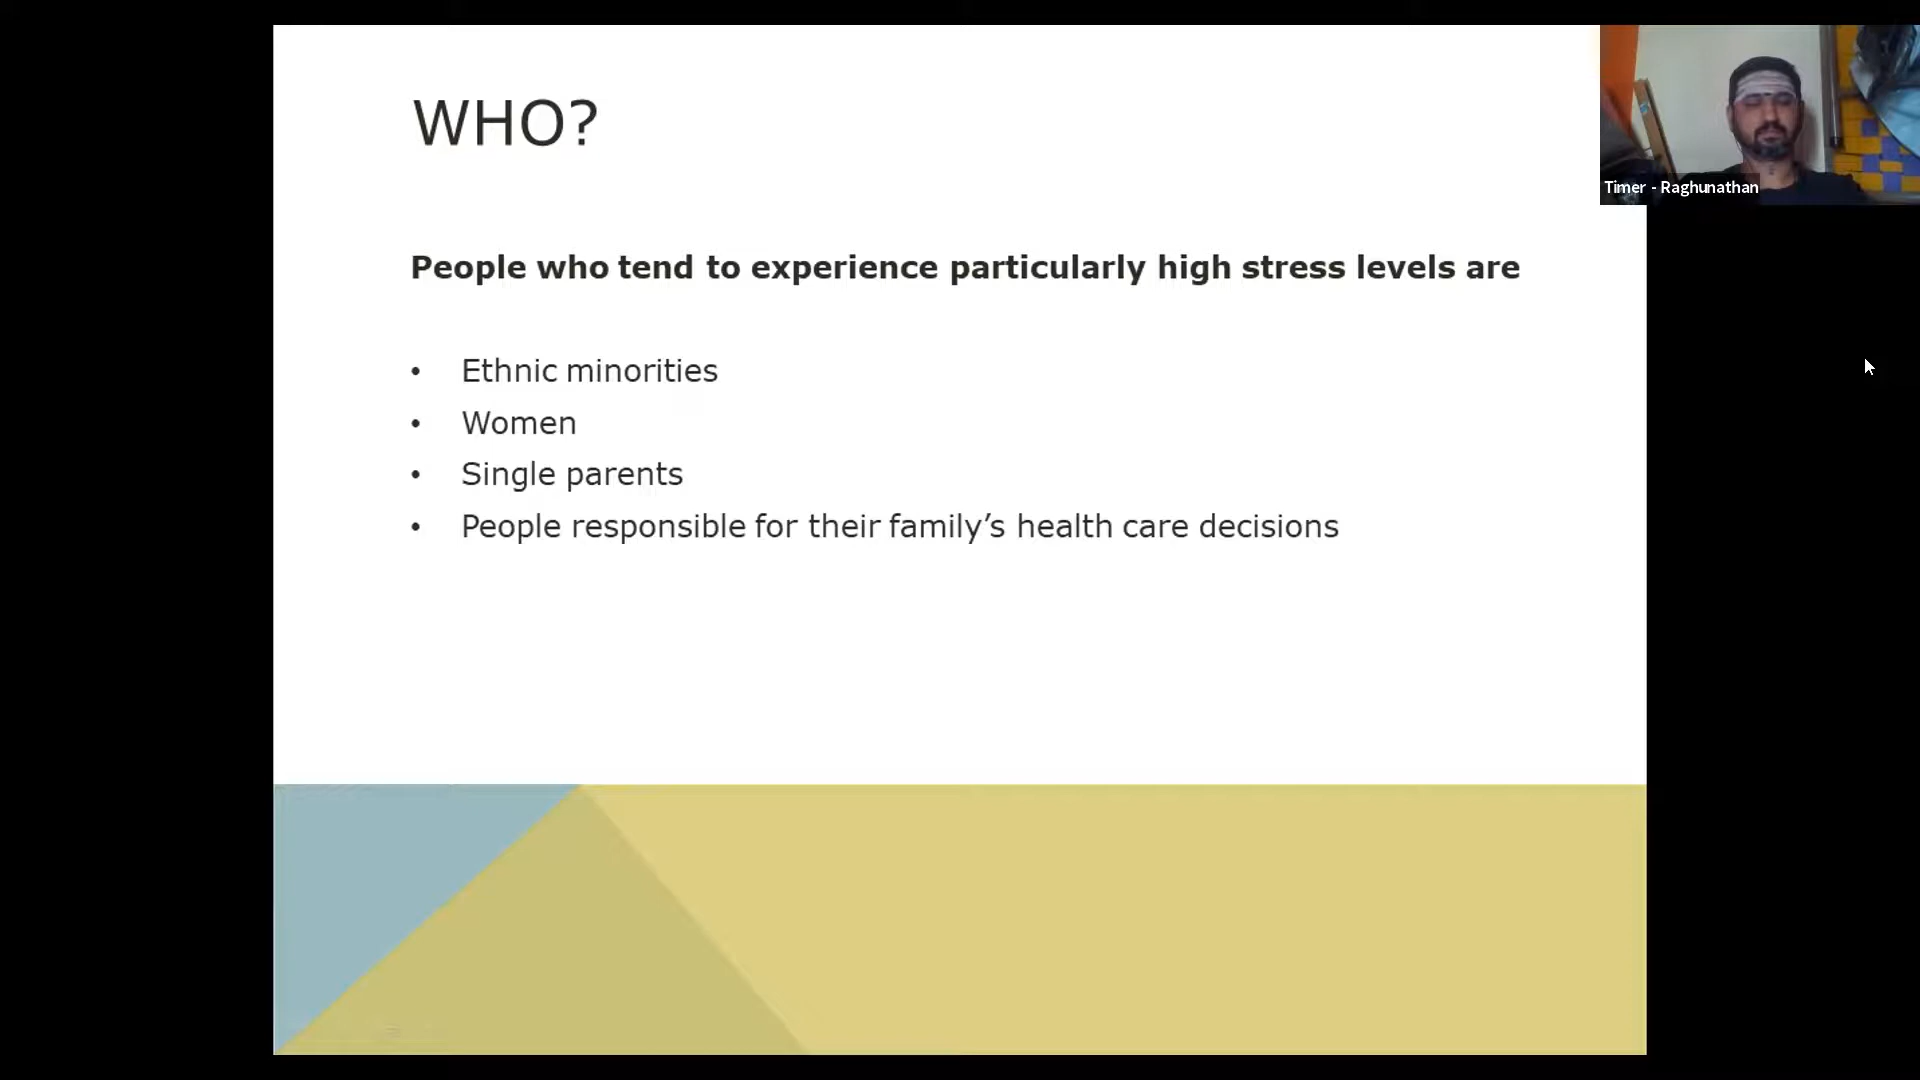 WHO?
Timer - Raghunathan
People who tend to experience particularly high stress levels are
• Ethnic minorities
• Women
• Single parents
• People responsible for their family’s health care decisions